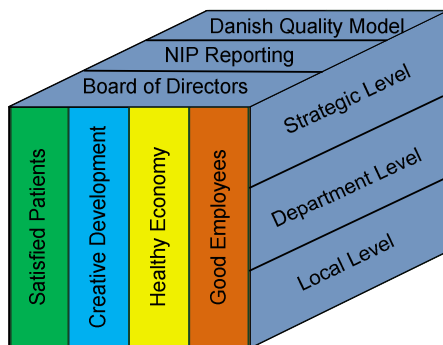 Danish Quality Model
NIP Reporting
Board of Directors
Strategic Level
Department Level
Local Level
Satisfied Patients
Creative Development
Healthy Economy
Good Employees